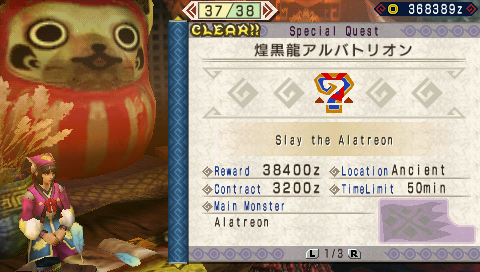 37/38
368389z
CLEAR!!
Special Quest
煌黒龍アルバトリオン
Slay the Alatreon
Reward 38400z Location Ancient
Contract 3200z TimeLimit 50min
Main Monster
Alatreon
L 1/3 R